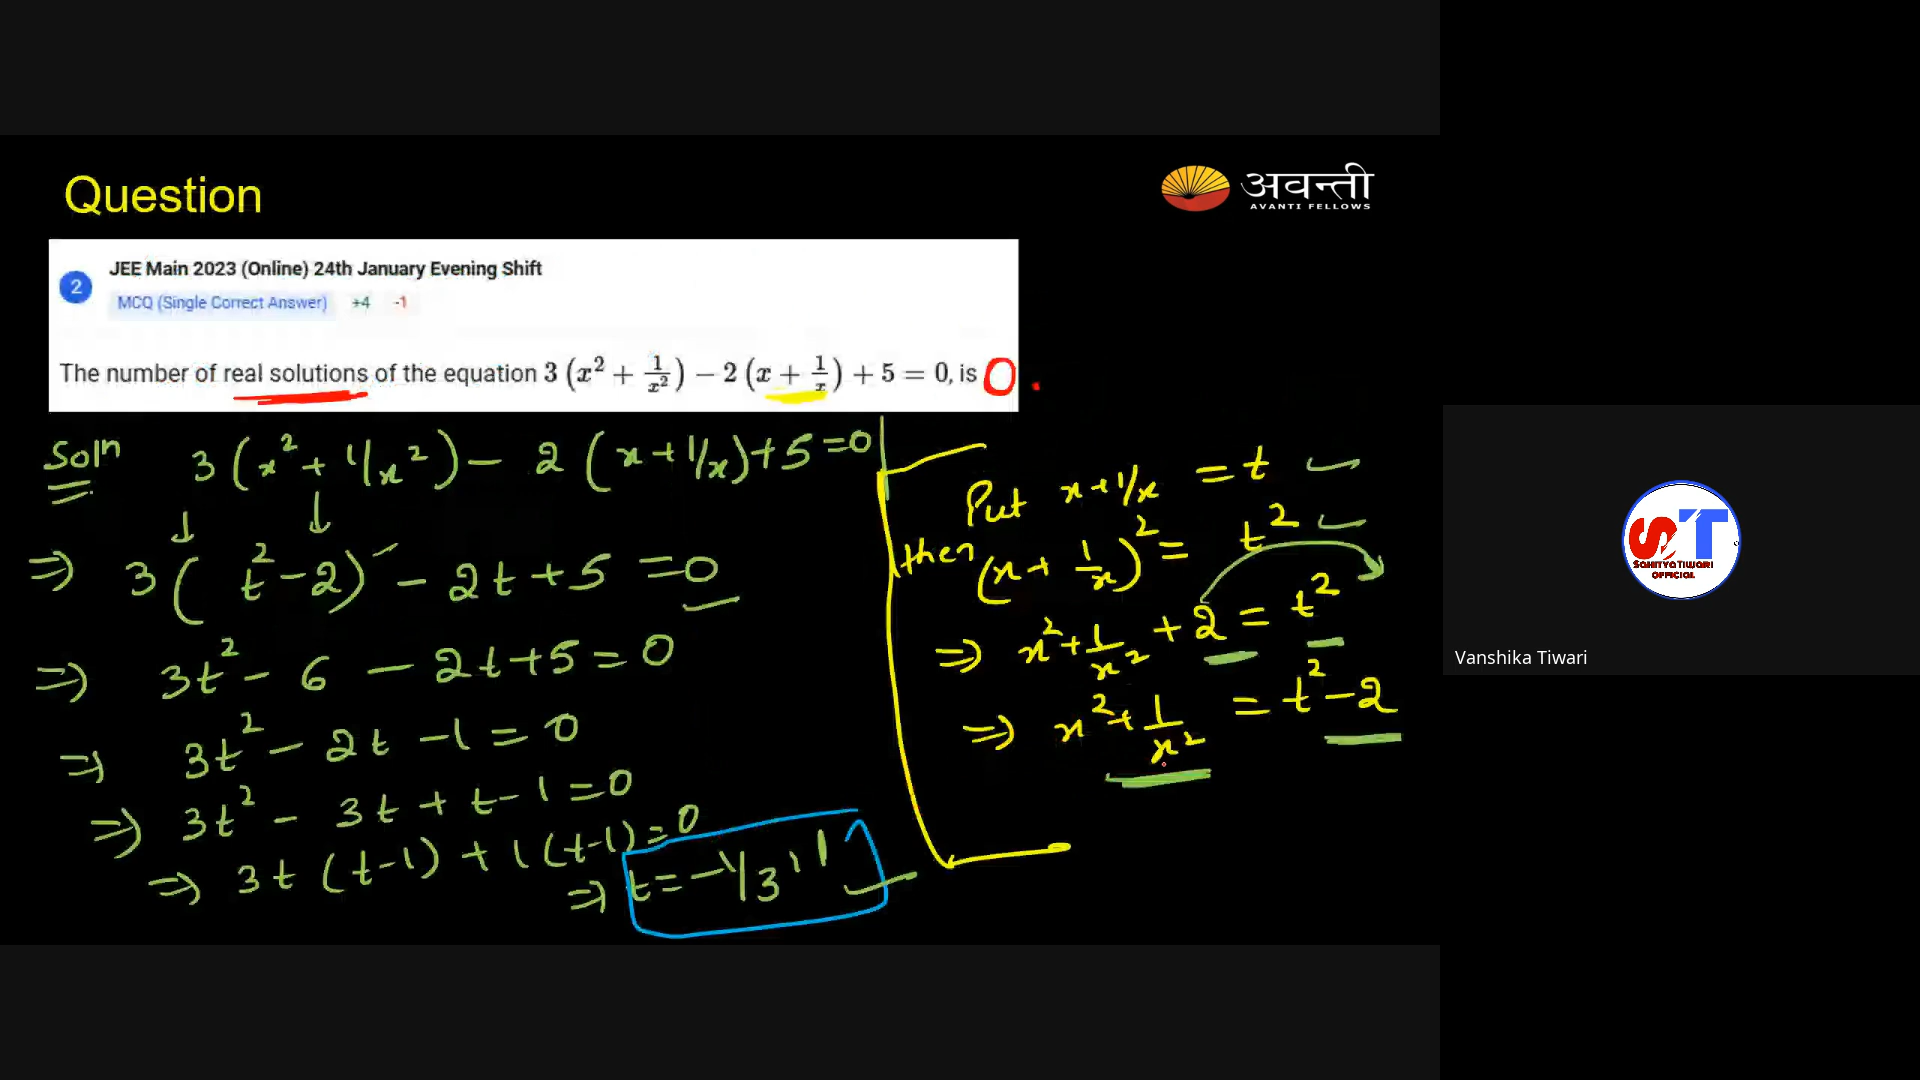 Question
अवन्ती
AVANTI FELLOWS
2
JEE Main 2023 (Online) 24th January Evening Shift
MCQ (Single Correct Answer) +4 -1
The number of real solutions of the equation 3 (x² + 1/x²) − 2 (x + 1/x) + 5 = 0, is 0.
Soln 3 (x² + 1/x²) − 2 (x + 1/x) + 5 = 0
⇒ 3 ( t² − 2) − 2t + 5 = 0
⇒ 3t² − 6 − 2t + 5 = 0
⇒ 3t² − 2t − 1 = 0
⇒ 3t² − 3t + t − 1 = 0
⇒ 3t (t−1) + 1 (t−1) = 0
⇒ t = −1/3, 1
Put x + 1/x = t
then (x + 1/x)² = t²
⇒ x² + 1/x² + 2 = t²
⇒ x² + 1/x² = t² − 2
ST
SAHITYA TIWARI
OFFICIAL
Vanshika Tiwari